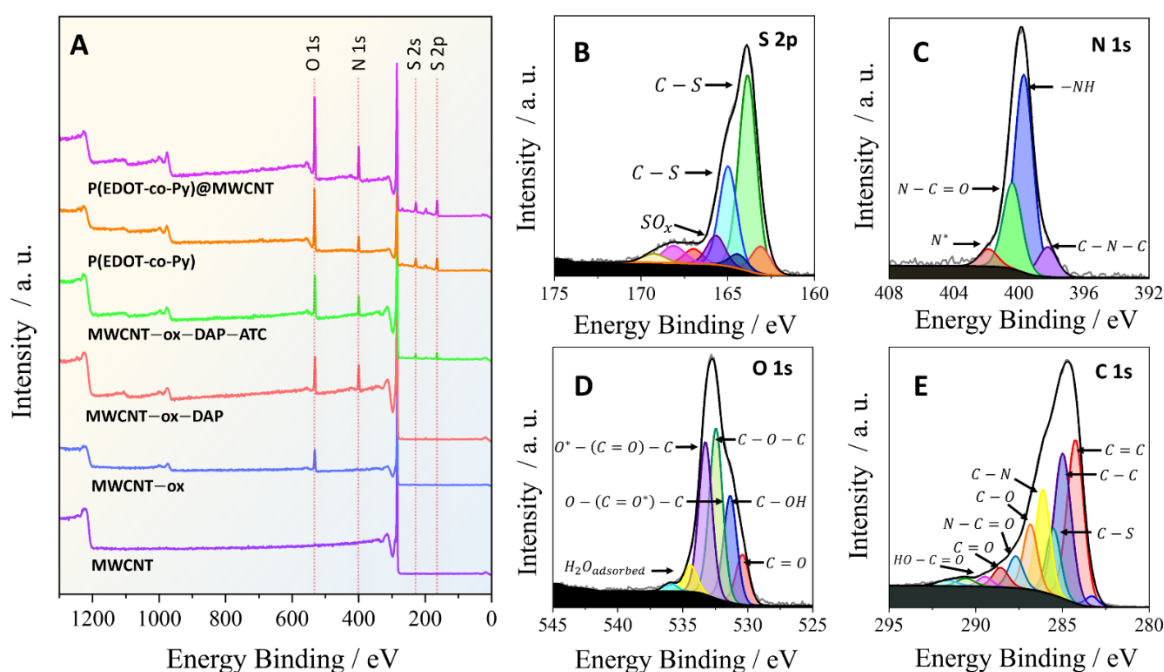 A
O 1s
N 1s
S 2s
S 2p
P(EDOT-co-Py)@MWCNT
P(EDOT-co-Py)
MWCNT−ox−DAP−ATC
MWCNT−ox−DAP
MWCNT−ox
MWCNT
Intensity / a. u.
1200 1000 800 600 400 200 0
Energy Binding / eV
B
S 2p
C − S
C − S
SOx
Intensity / a. u.
175 170 165 160
Energy Binding / eV
C
N 1s
−NH
N − C = O
N*
C − N − C
Intensity / a. u.
408 404 400 396 392
Energy Binding / eV
D
O 1s
O* − (C = O) − C
C − O − C
O − (C = O*) − C
C − OH
H2Oadsorbed
C = O
Intensity / a. u.
545 535 530 525
Energy Binding / eV
E
C 1s
C = C
C − C
C − N
C − O
N − C = O
C − S
C = O
HO − C = O
Intensity / a. u.
295 290 285 280
Energy Binding / eV